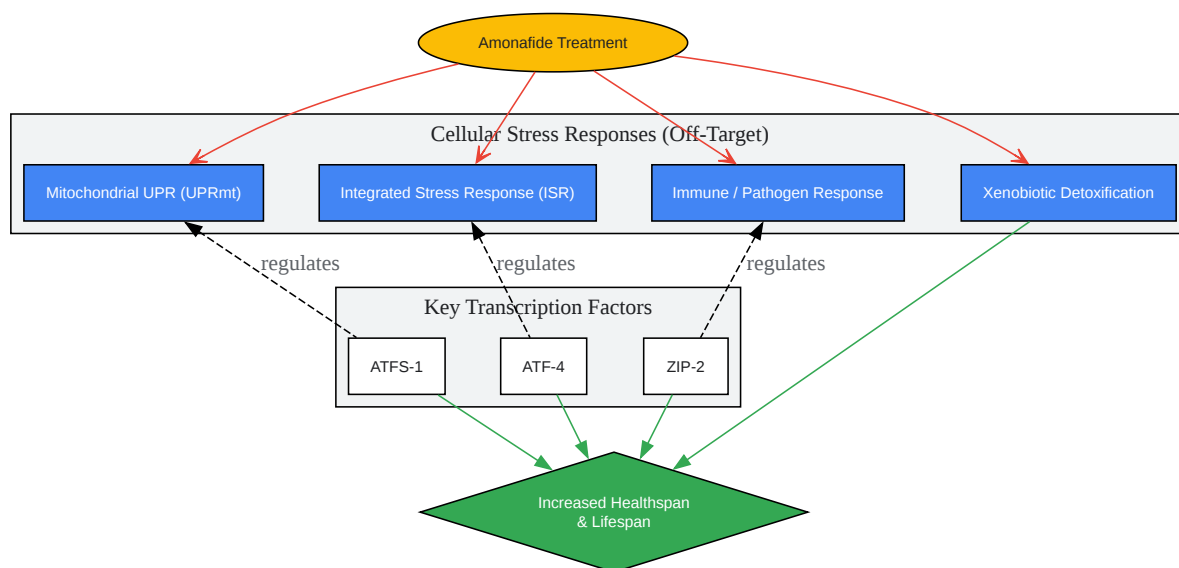 Amonafide Treatment
Cellular Stress Responses (Off-Target)
Mitochondrial UPR (UPRmt)
Integrated Stress Response (ISR)
Immune / Pathogen Response
Xenobiotic Detoxification
regulates
regulates
regulates
Key Transcription Factors
ATFS-1
ATF-4
ZIP-2
Increased Healthspan
& Lifespan